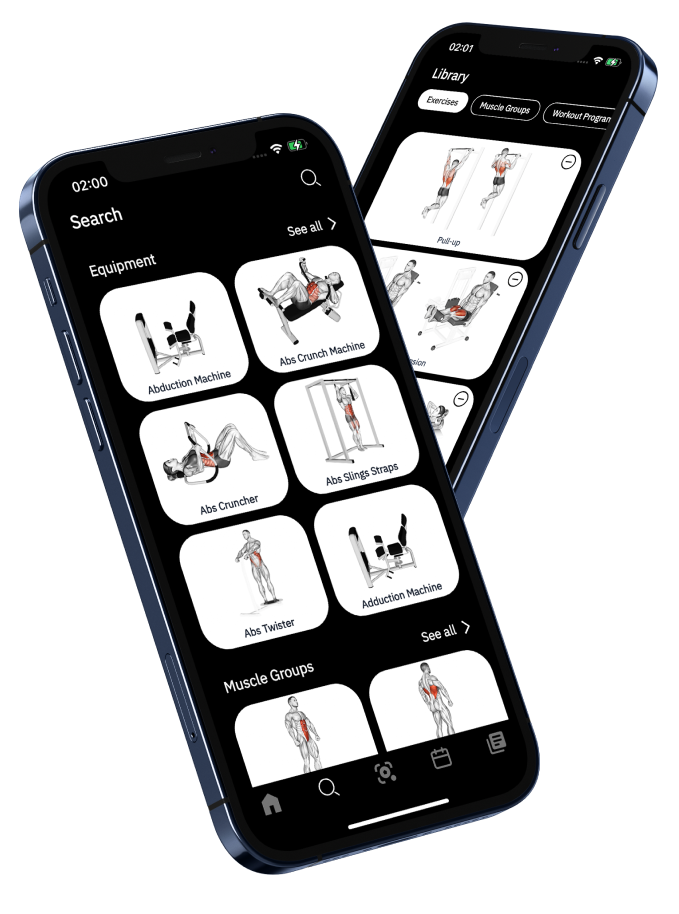 02:00
Search
Equipment
See all
Abduction Machine
Abs Crunch Machine
Abs Cruncher
Abs Slings Straps
Abs Twister
Adduction Machine
Muscle Groups
See all
02:01
Library
Exercises
Muscle Groups
Workout Program
Pull-up